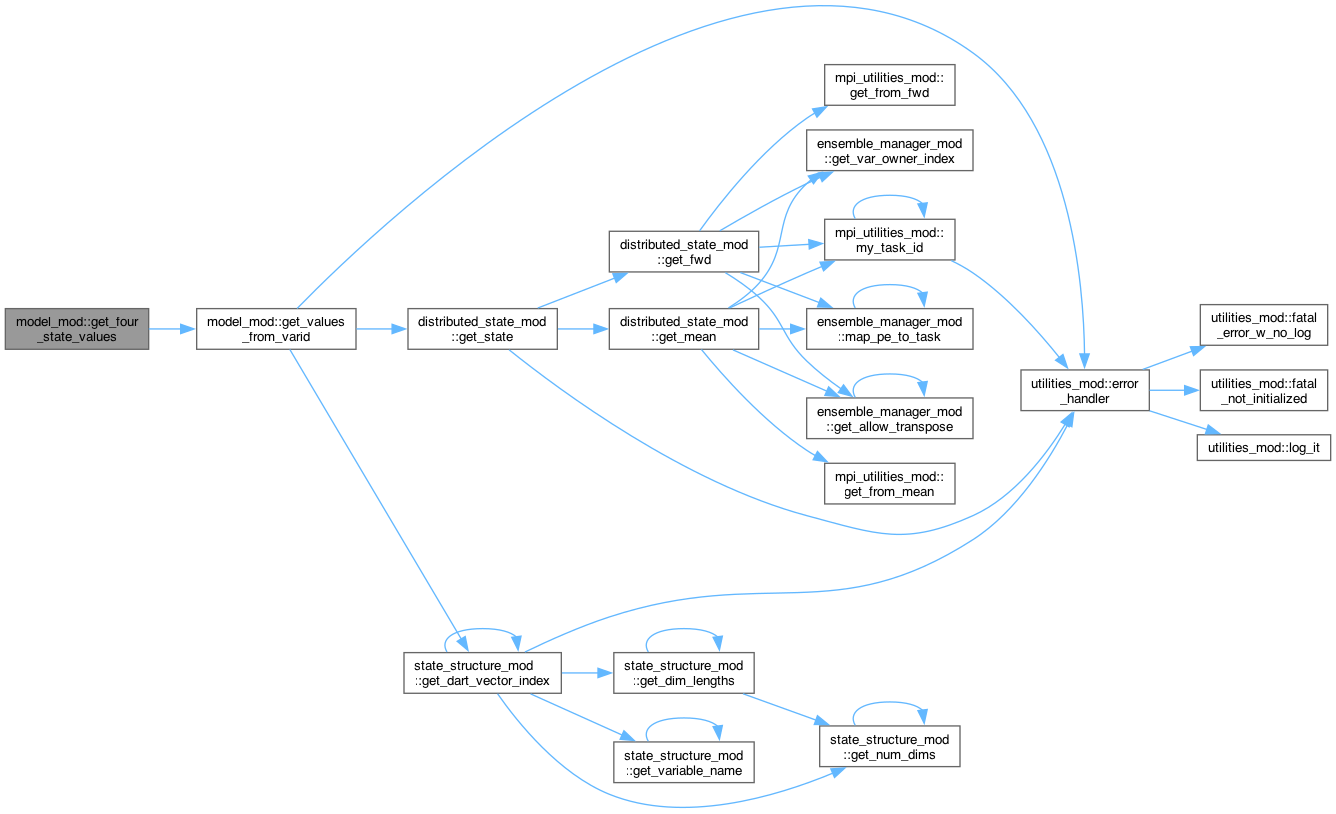 model_mod::get_four
_state_values
model_mod::get_values
_from_varid
distributed_state_mod
::get_state
distributed_state_mod
::get_fwd
distributed_state_mod
::get_mean
mpi_utilities_mod::
get_from_fwd
ensemble_manager_mod
::get_var_owner_index
mpi_utilities_mod::
my_task_id
ensemble_manager_mod
::map_pe_to_task
ensemble_manager_mod
::get_allow_transpose
mpi_utilities_mod::
get_from_mean
utilities_mod::error
_handler
utilities_mod::fatal
_error_w_no_log
utilities_mod::fatal
_not_initialized
utilities_mod::log_it
state_structure_mod
::get_dart_vector_index
state_structure_mod
::get_dim_lengths
state_structure_mod
::get_variable_name
state_structure_mod
::get_num_dims